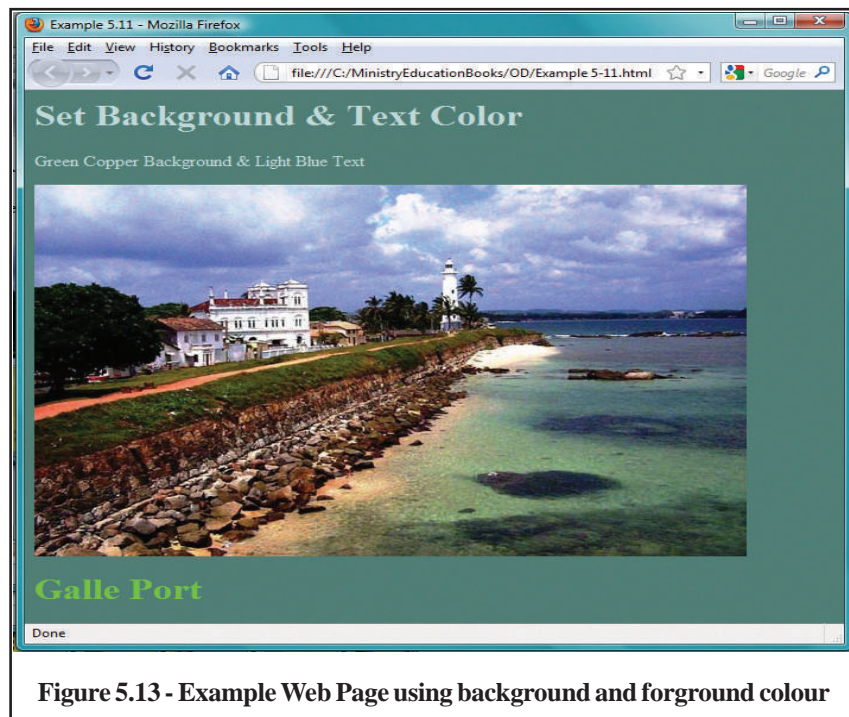 Example 5.11 - Mozilla Firefox
File Edit View History Bookmarks Tools Help
file:///C:/MinistryEducationBooks/OD/Example 5-11.html
Google
Set Background & Text Color
Green Copper Background & Light Blue Text
Galle Port
Done
Figure 5.13 - Example Web Page using background and forground colour